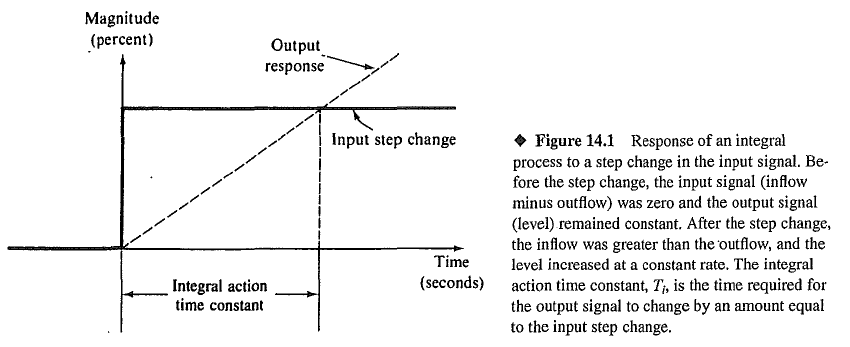 Magnitude
(percent)
Output
response
Input step change
Time
(seconds)
Integral action
time constant
◆ Figure 14.1 Response of an integral
process to a step change in the input signal. Be-
fore the step change, the input signal (inflow
minus outflow) was zero and the output signal
(level) remained constant. After the step change,
the inflow was greater than the outflow, and the
level increased at a constant rate. The integral
action time constant, Tᵢ, is the time required for
the output signal to change by an amount equal
to the input step change.